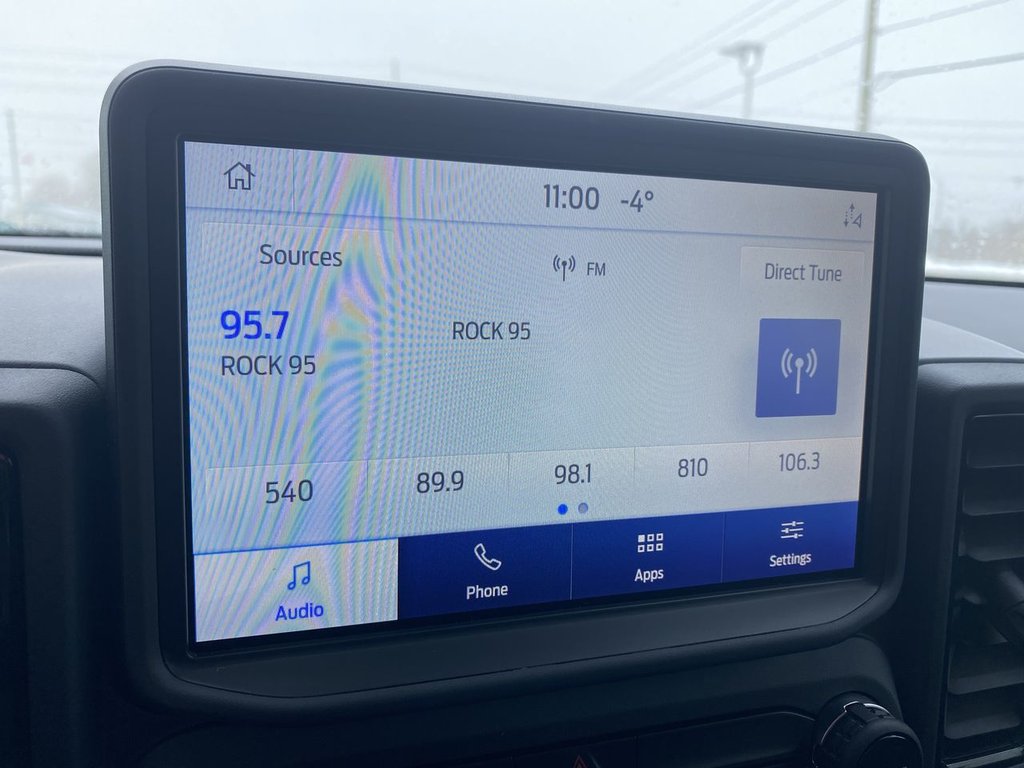 11:00 -4°
Sources
FM
Direct Tune
95.7
ROCK 95
ROCK 95
540
89.9
98.1
810
106.3
Audio
Phone
Apps
Settings